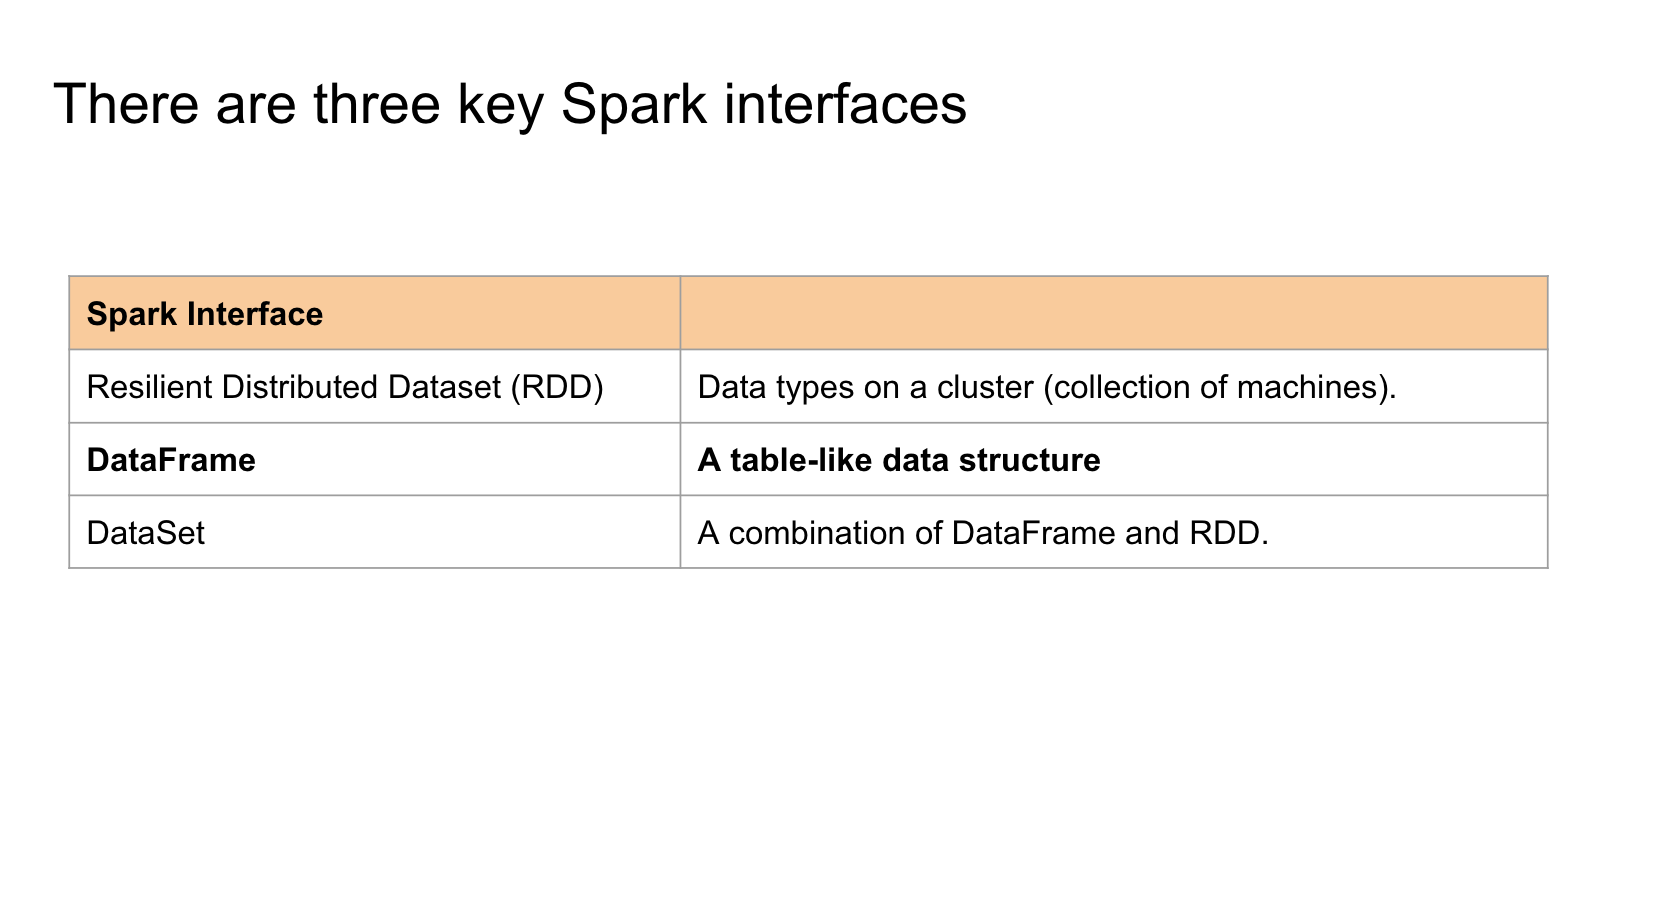 There are three key Spark interfaces
Spark Interface
Resilient Distributed Dataset (RDD) Data types on a cluster (collection of machines).
DataFrame A table-like data structure
DataSet A combination of DataFrame and RDD.